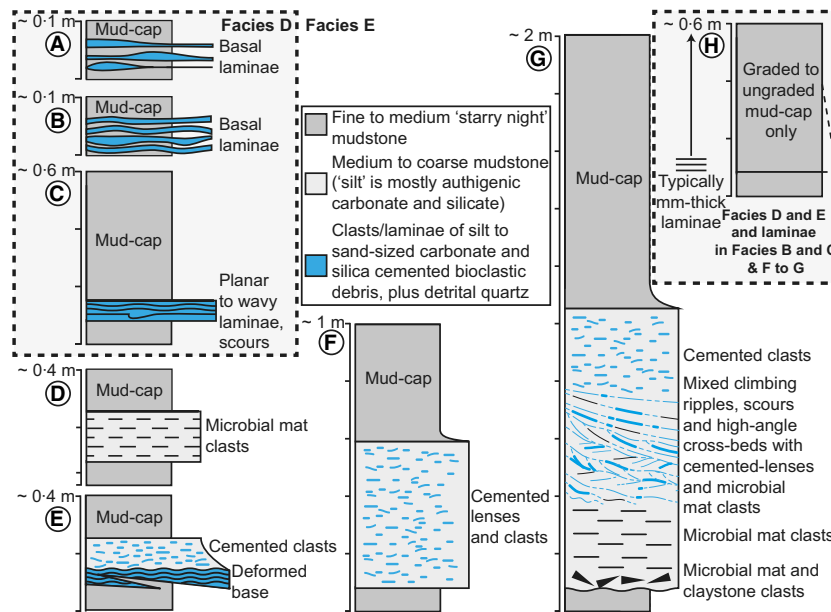 Facies D
Facies E
~ 0.1 m
A
Mud-cap
Basal
laminae
~ 0.1 m
B
Mud-cap
Basal
laminae
~ 0.6 m
C
Mud-cap
Planar
to wavy
laminae,
scours
~ 0.4 m
D
Mud-cap
Microbial mat
clasts
~ 0.4 m
E
Mud-cap
Cemented clasts
Deformed
base
Fine to medium ‘starry night’
mudstone
Medium to coarse mudstone
(‘silt’ is mostly authigenic
carbonate and silicate)
Clasts/laminae of silt to
sand-sized carbonate and
silica cemented bioclastic
debris, plus detrital quartz
~ 1 m
F
Mud-cap
Cemented
lenses
and clasts
~ 2 m
G
Mud-cap
Cemented clasts
Mixed climbing
ripples, scours
and high-angle
cross-beds with
cemented-lenses
and microbial
mat clasts
Microbial mat clasts
Microbial mat and
claystone clasts
~ 0.6 m
H
Graded to
ungraded
mud-cap
only
Typically
mm-thick
laminae
Facies D and E
and laminae
in Facies B and C
& F to G